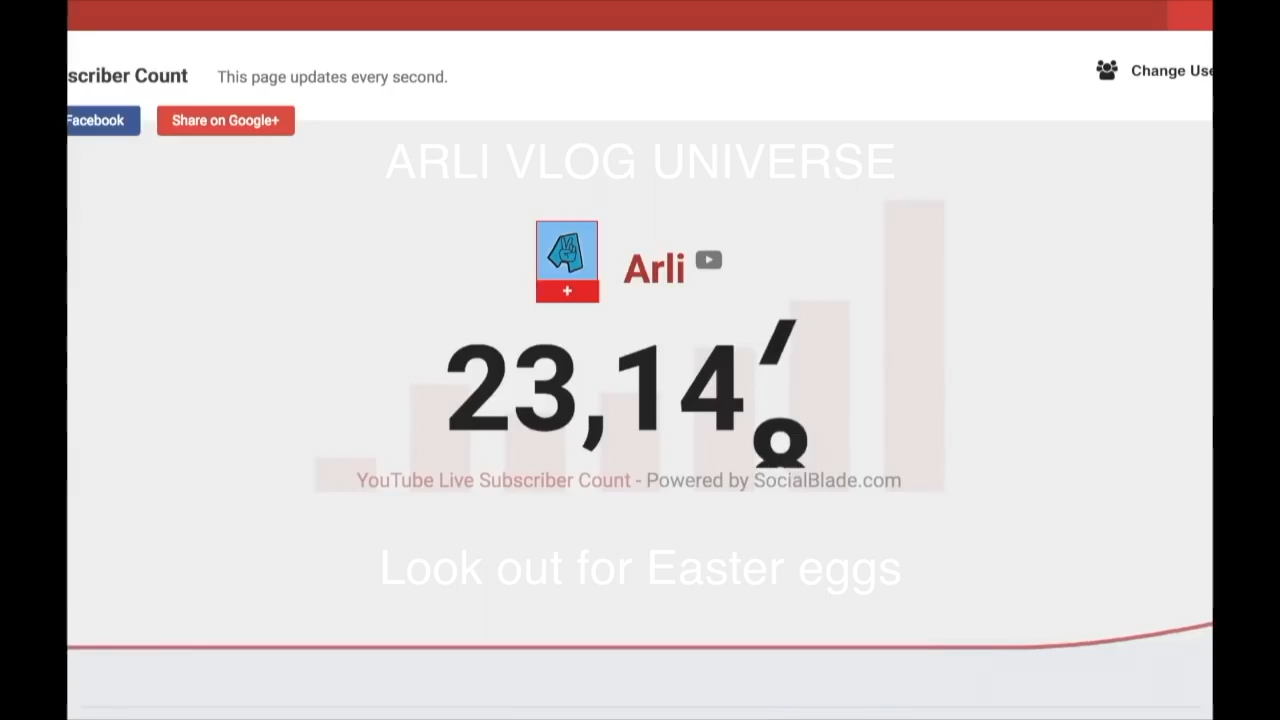 scriber Count
This page updates every second.
Change Use
Facebook
Share on Google+
ARLI VLOG UNIVERSE
+
Arli
23,14
YouTube Live Subscriber Count - Powered by SocialBlade.com
Look out for Easter eggs